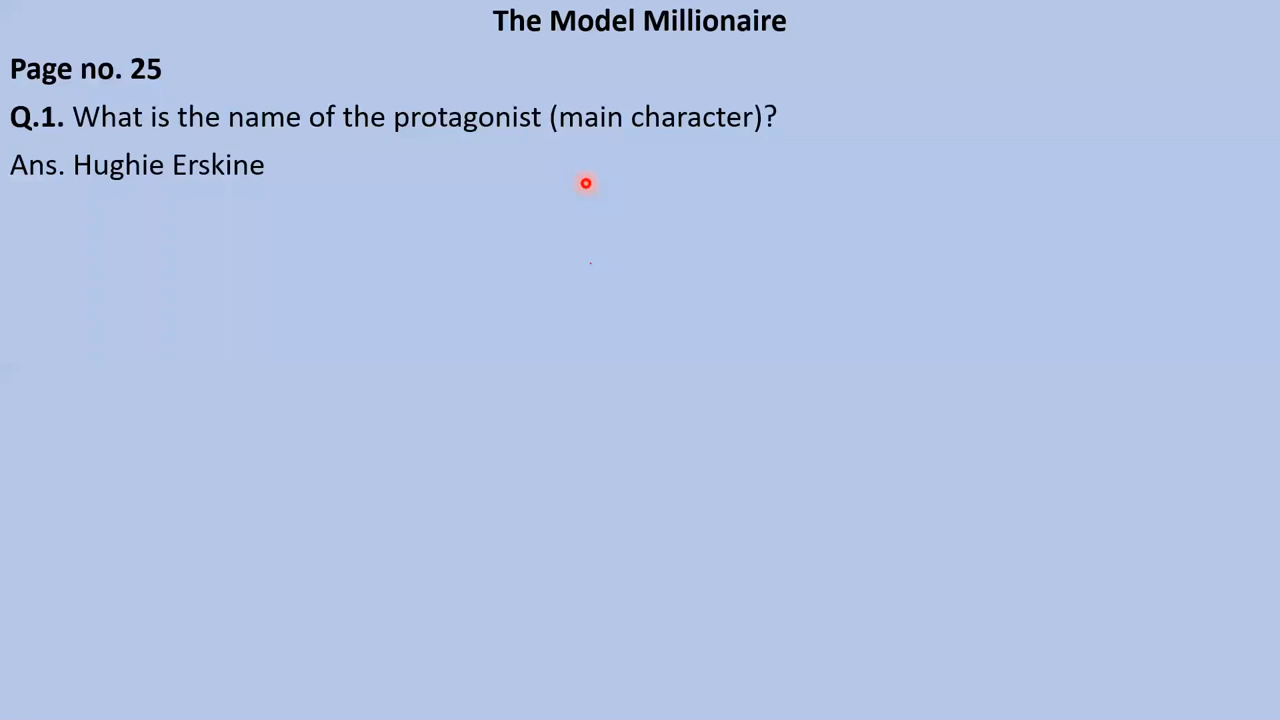 The Model Millionaire
Page no. 25
Q.1. What is the name of the protagonist (main character)?
Ans. Hughie Erskine